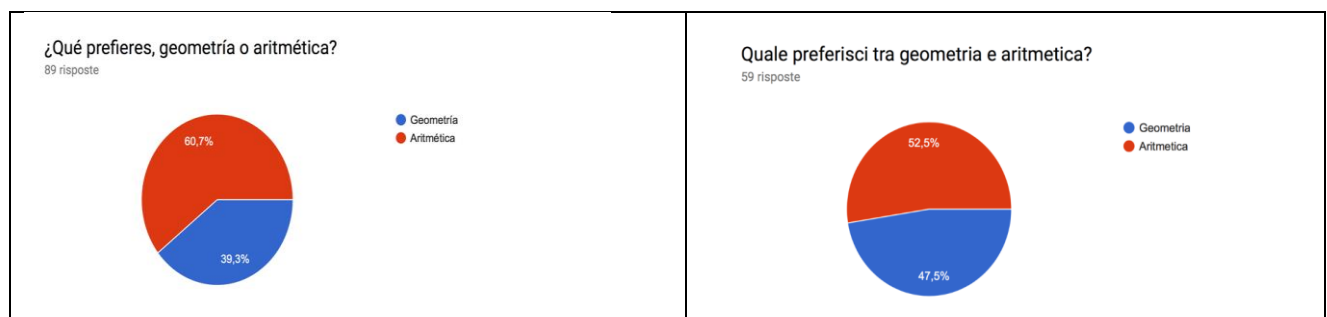 ¿Qué prefieres, geometría o aritmética?
89 risposte
Geometría
Aritmética
60,7%
39,3%
Quale preferisci tra geometria e aritmetica?
59 risposte
Geometria
Aritmetica
52,5%
47,5%